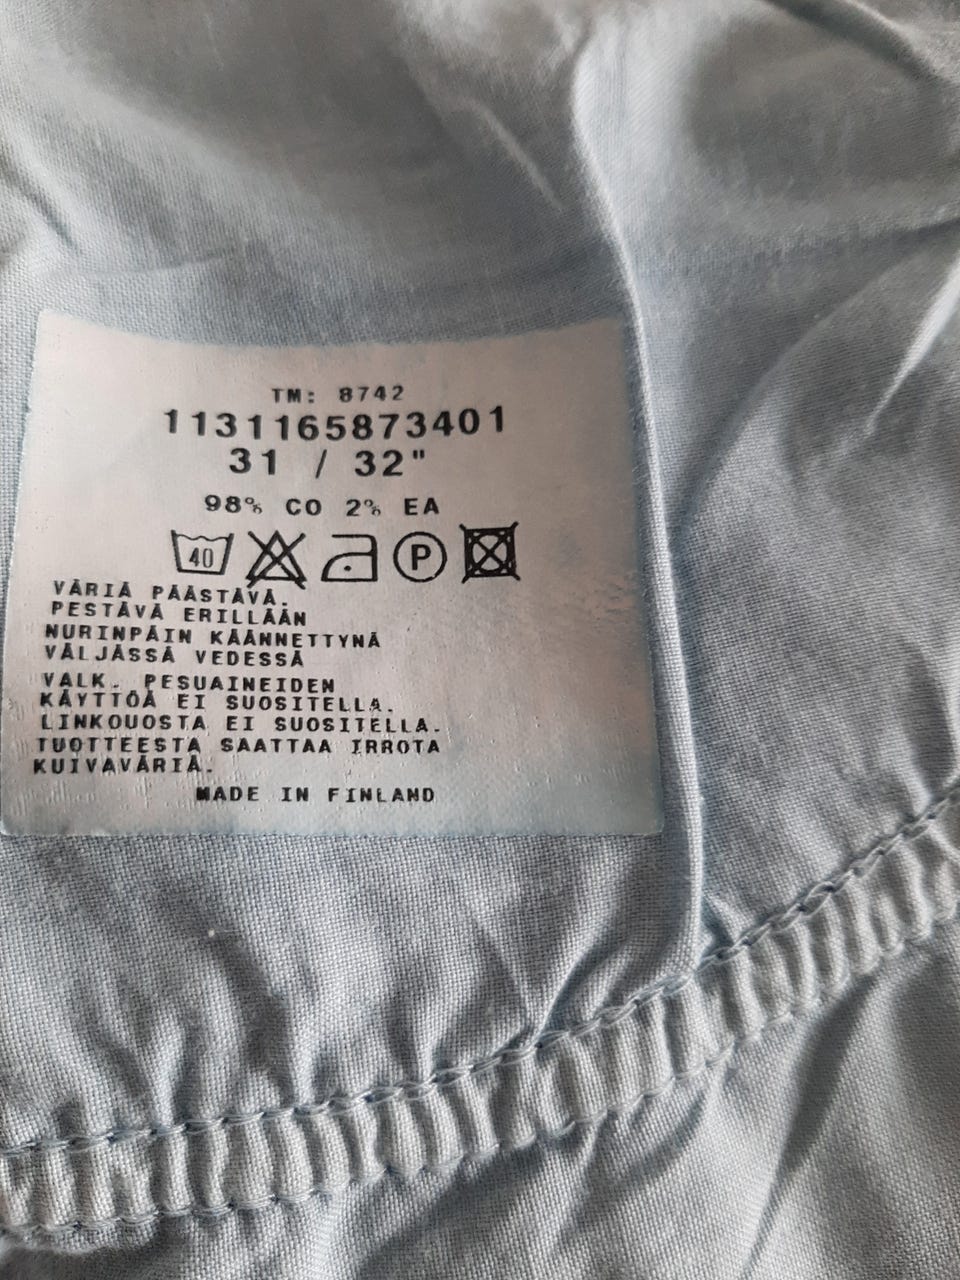 TM: 8742
1131165873401
31 / 32"
98% CO 2% EA
40 P
VÄRIÄ PÄÄSTÄVÄ.
PESTÄVÄ ERILLÄÄN
NURINPÄIN KÄÄNNETTYNÄ
VÄLJÄSSÄ VEDESSÄ
VALK. PESUAINEIDEN
KÄYTTÖÄ EI SUOSITELLA.
LINKOUOSTA EI SUOSITELLA.
TUOTTEESTA SAATTAA IRROTA
KUIVAVÄRIÄ.
MADE IN FINLAND